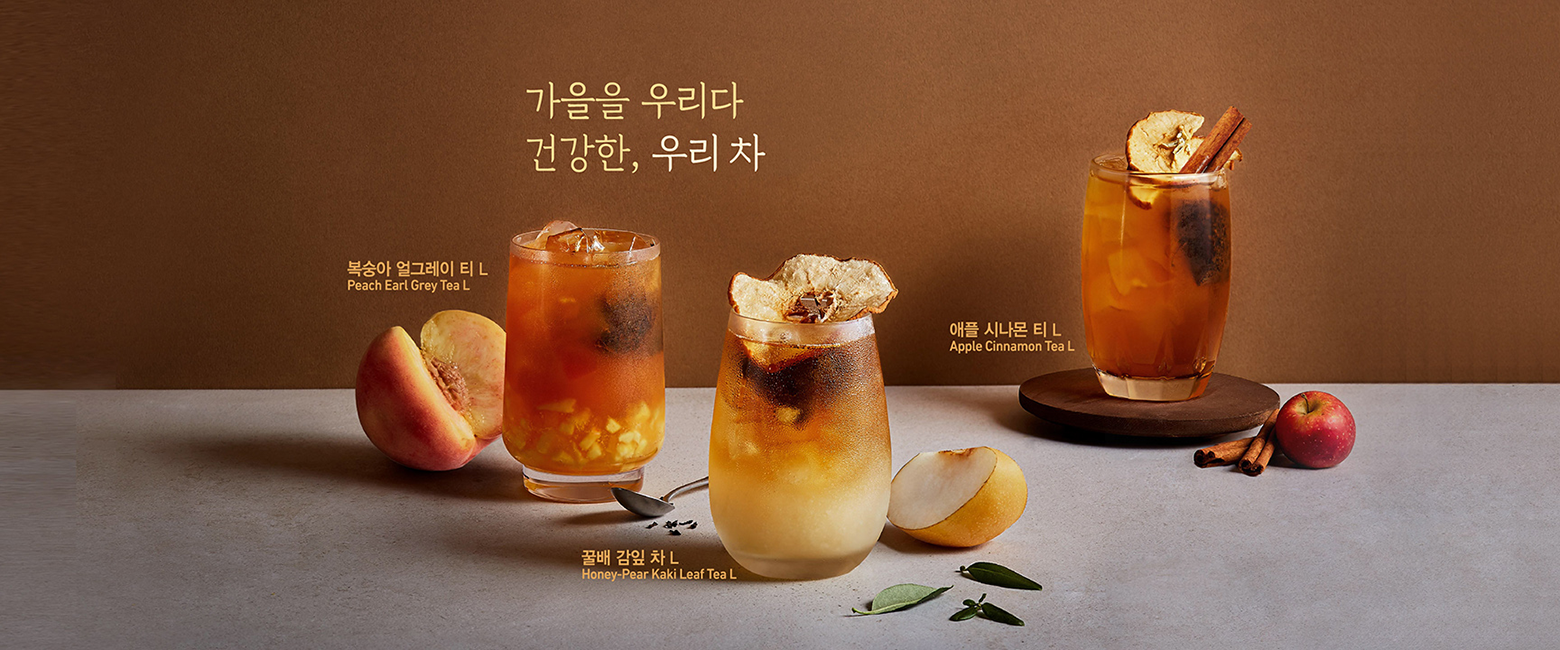 가을을 우리다
건강한, 우리 차
복숭아 얼그레이 티 L
Peach Earl Grey Tea L
애플 시나몬 티 L
Apple Cinnamon Tea L
꿀배 감잎 차 L
Honey-Pear Kaki Leaf Tea L